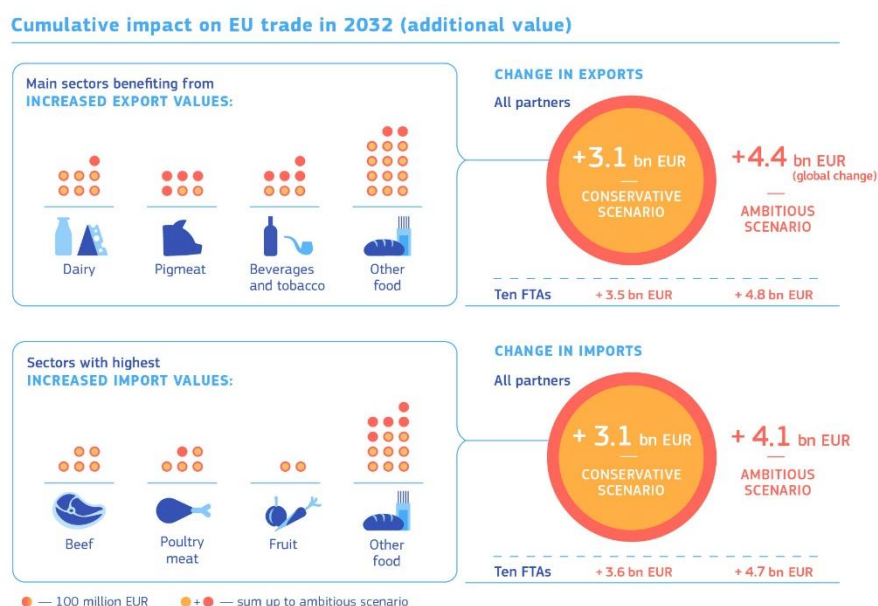 Cumulative impact on EU trade in 2032 (additional value)
Main sectors benefiting from
INCREASED EXPORT VALUES:
Dairy
Pigmeat
Beverages
and tobacco
Other
food
CHANGE IN EXPORTS
All partners
+3.1 bn EUR
CONSERVATIVE
SCENARIO
+4.4 bn EUR
(global change)
AMBITIOUS
SCENARIO
Ten FTAs
+ 3.5 bn EUR
+ 4.8 bn EUR
Sectors with highest
INCREASED IMPORT VALUES:
Beef
Poultry
meat
Fruit
Other
food
CHANGE IN IMPORTS
All partners
+ 3.1 bn EUR
CONSERVATIVE
SCENARIO
+ 4.1 bn EUR
AMBITIOUS
SCENARIO
Ten FTAs
+ 3.6 bn EUR
+ 4.7 bn EUR
— 100 million EUR
+ — sum up to ambitious scenario